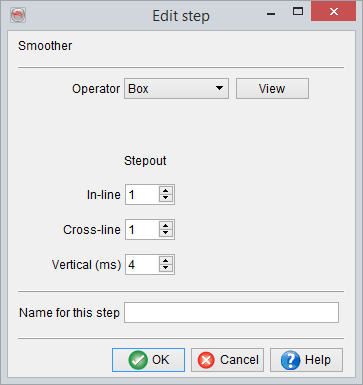 Edit step
Smoother
Operator Box View
Stepout
In-line 1
Cross-line 1
Vertical (ms) 4
Name for this step
OK Cancel Help